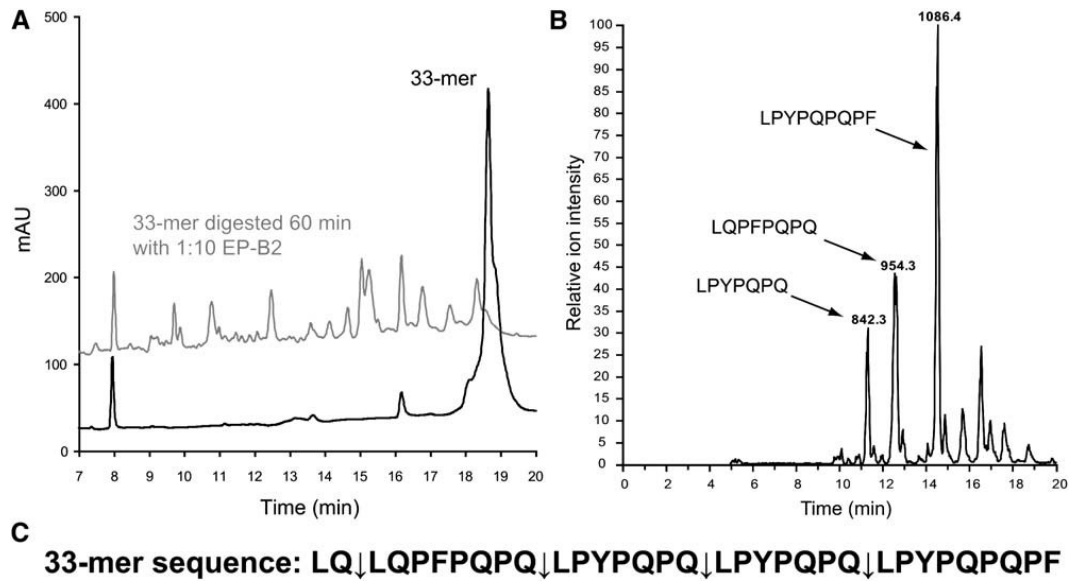 A
500
400
300
200
100
0
mAU
33-mer
33-mer digested 60 min
with 1:10 EP-B2
7 8 9 10 11 12 13 14 15 16 17 18 19 20
Time (min)
B
100
95
90
85
80
75
70
65
60
55
50
45
40
35
30
25
20
15
10
5
0
Relative ion intensity
1086.4
LPYPQPQPF
LQPFPQPQ
954.3
LPYPQPQ
842.3
0 2 4 6 8 10 12 14 16 18 20
Time (min)
C
33-mer sequence: LQ↓LQPFPQPQ↓LPYPQPQ↓LPYPQPQ↓LPYPQPQPF